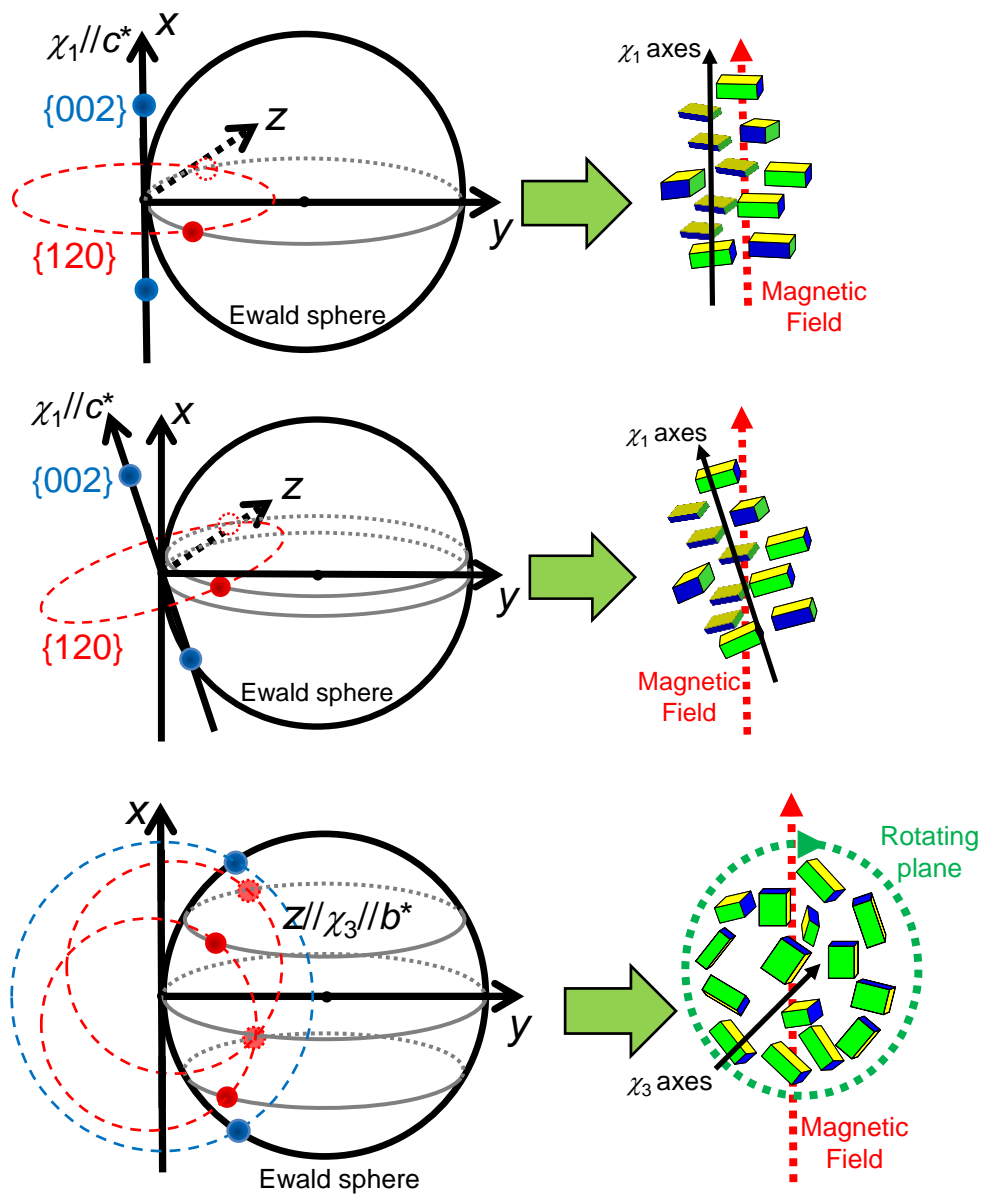 χ₁//c*
x
{002}
z
y
{120}
Ewald sphere
χ₁ axes
Magnetic
Field
χ₁//c*
x
{002}
z
y
{120}
Ewald sphere
χ₁ axes
Magnetic
Field
x
z//χ₃//b*
y
Ewald sphere
Rotating
plane
χ₃ axes
Magnetic
Field